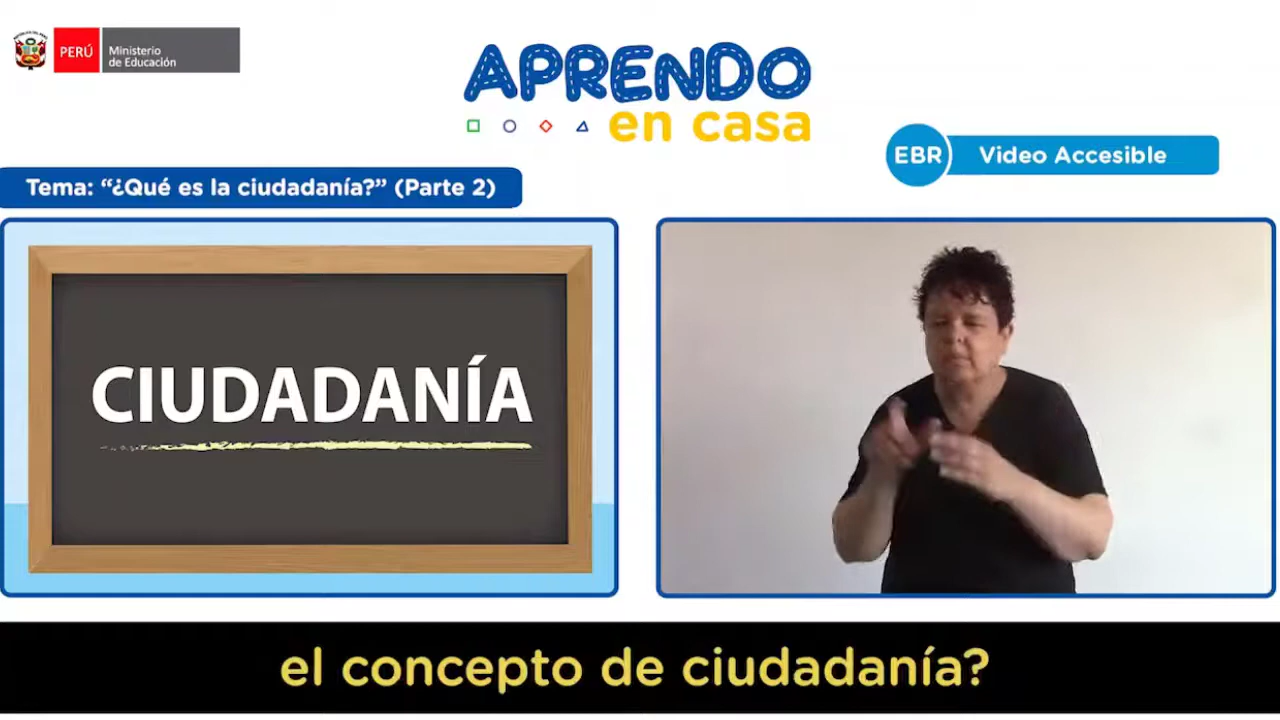 PERÚ
Ministerio
de Educación
APRENDO
en casa
EBR
Video Accesible
Tema: “¿Qué es la ciudadanía?” (Parte 2)
CIUDADANÍA
el concepto de ciudadanía?